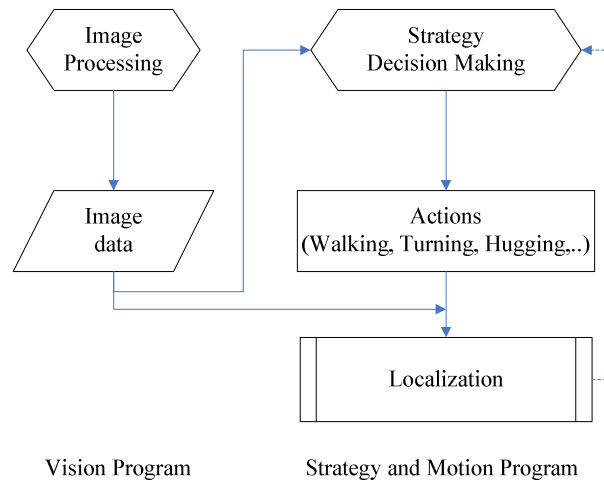 Image
Processing
Strategy
Decision Making
Image
data
Actions
(Walking, Turning, Hugging,..)
Localization
Vision Program
Strategy and Motion Program